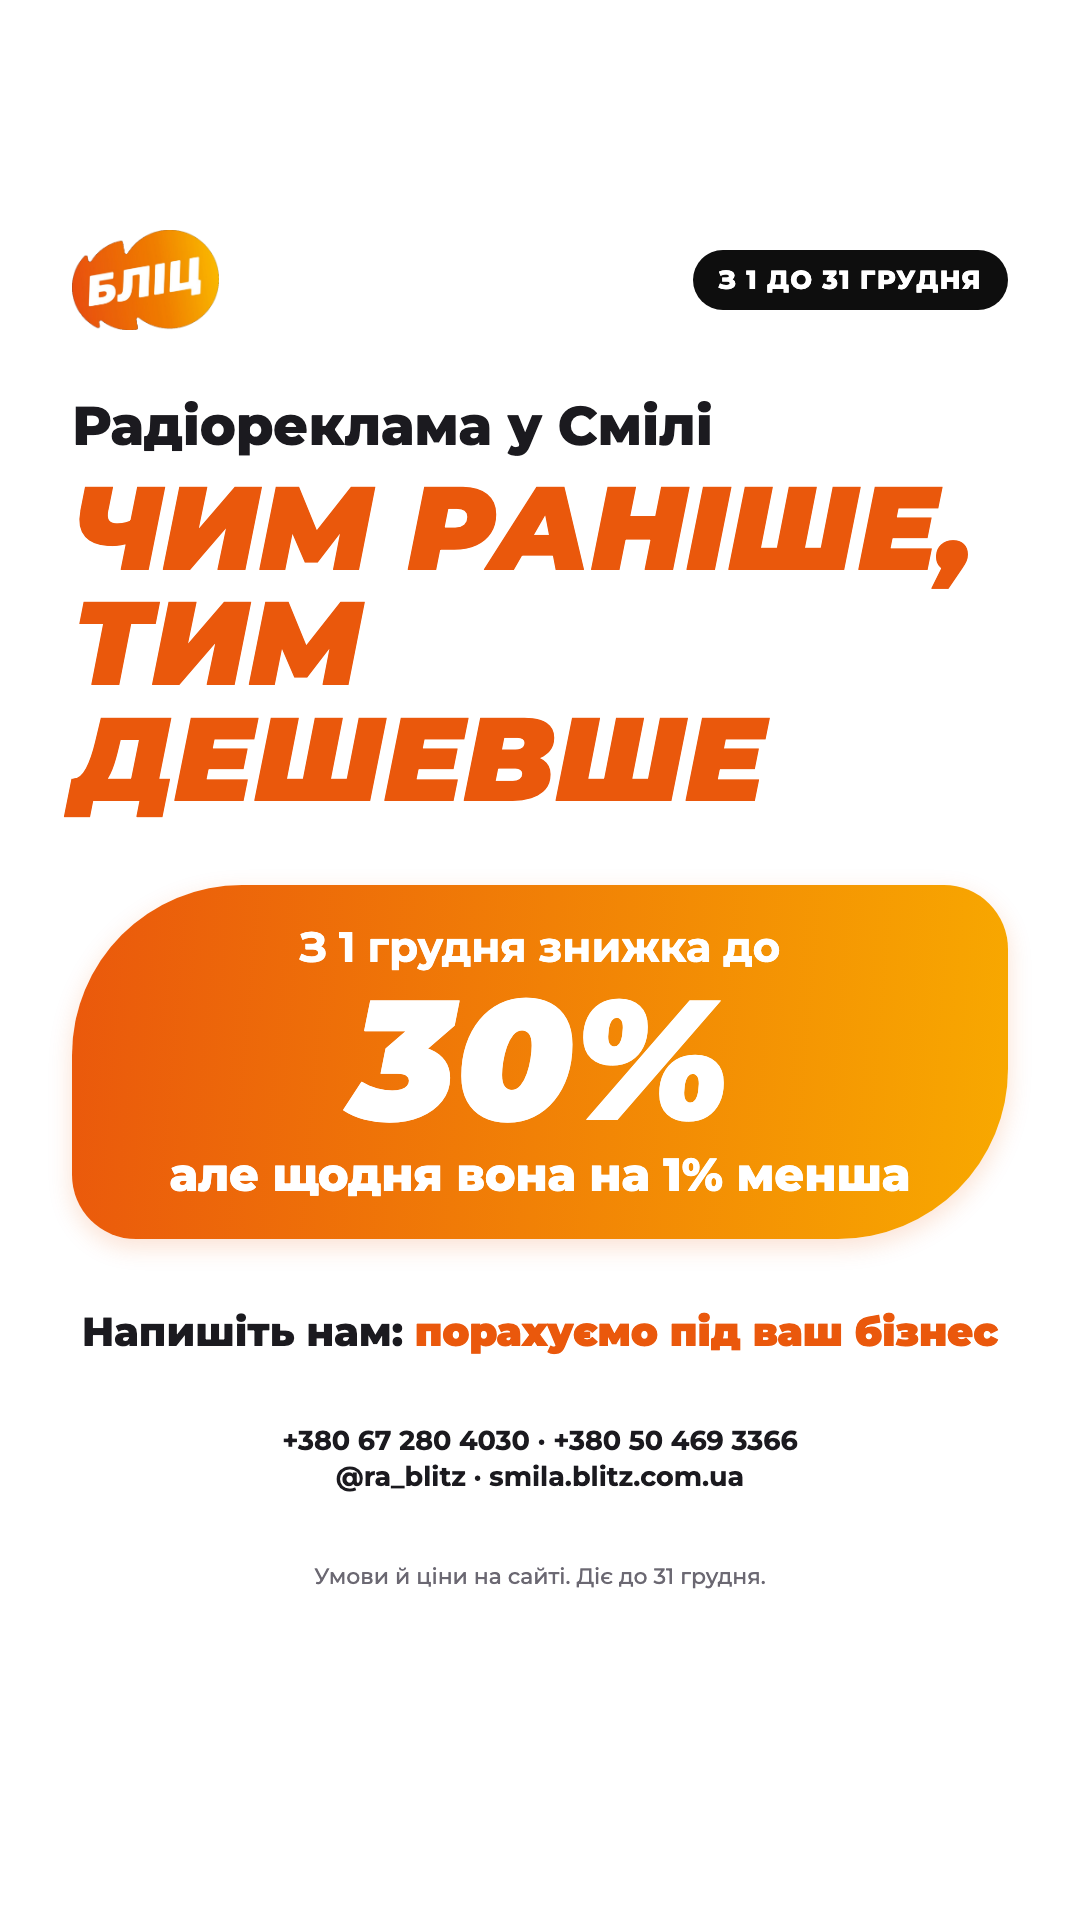 БЛІЦ
З 1 ДО 31 ГРУДНЯ
Радіореклама у Смілі
ЧИМ РАНІШЕ,
ТИМ
ДЕШЕВШЕ
З 1 грудня знижка до
30%
але щодня вона на 1% менша
Напишіть нам: порахуємо під ваш бізнес
+380 67 280 4030 · +380 50 469 3366
@ra_blitz · smila.blitz.com.ua
Умови й ціни на сайті. Діє до 31 грудня.